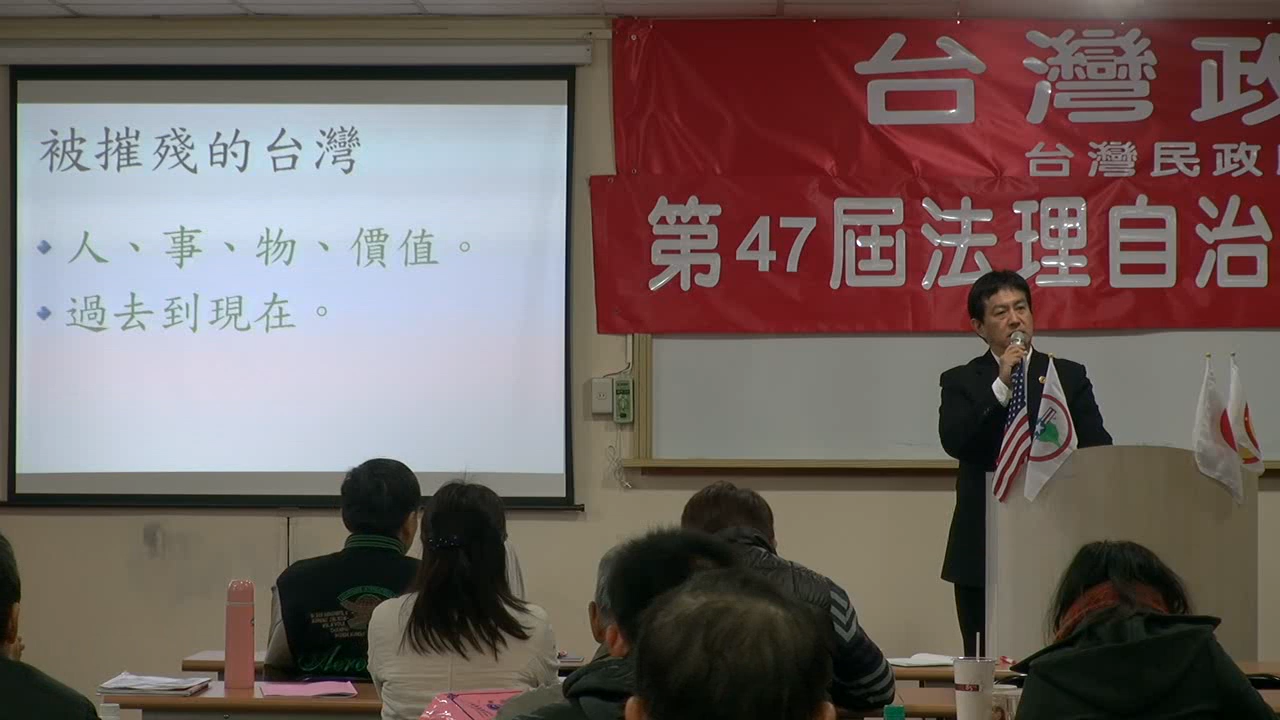 被摧殘的台灣
人、事、物、價值。
過去到現在。
台灣政
台灣民政
第47屆法理自治